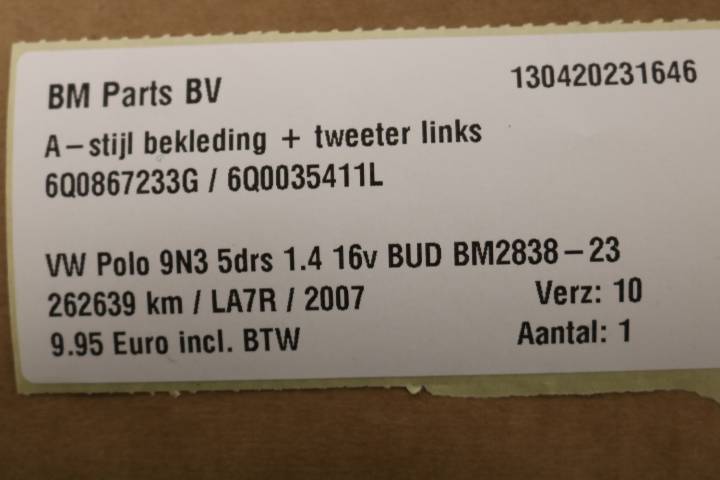 BM Parts BV 130420231646
A-stijl bekleding + tweeter links
6Q0867233G / 6Q0035411L
VW Polo 9N3 5drs 1.4 16v BUD BM2838-23
262639 km / LA7R / 2007 Verz: 10
9.95 Euro incl. BTW Aantal: 1